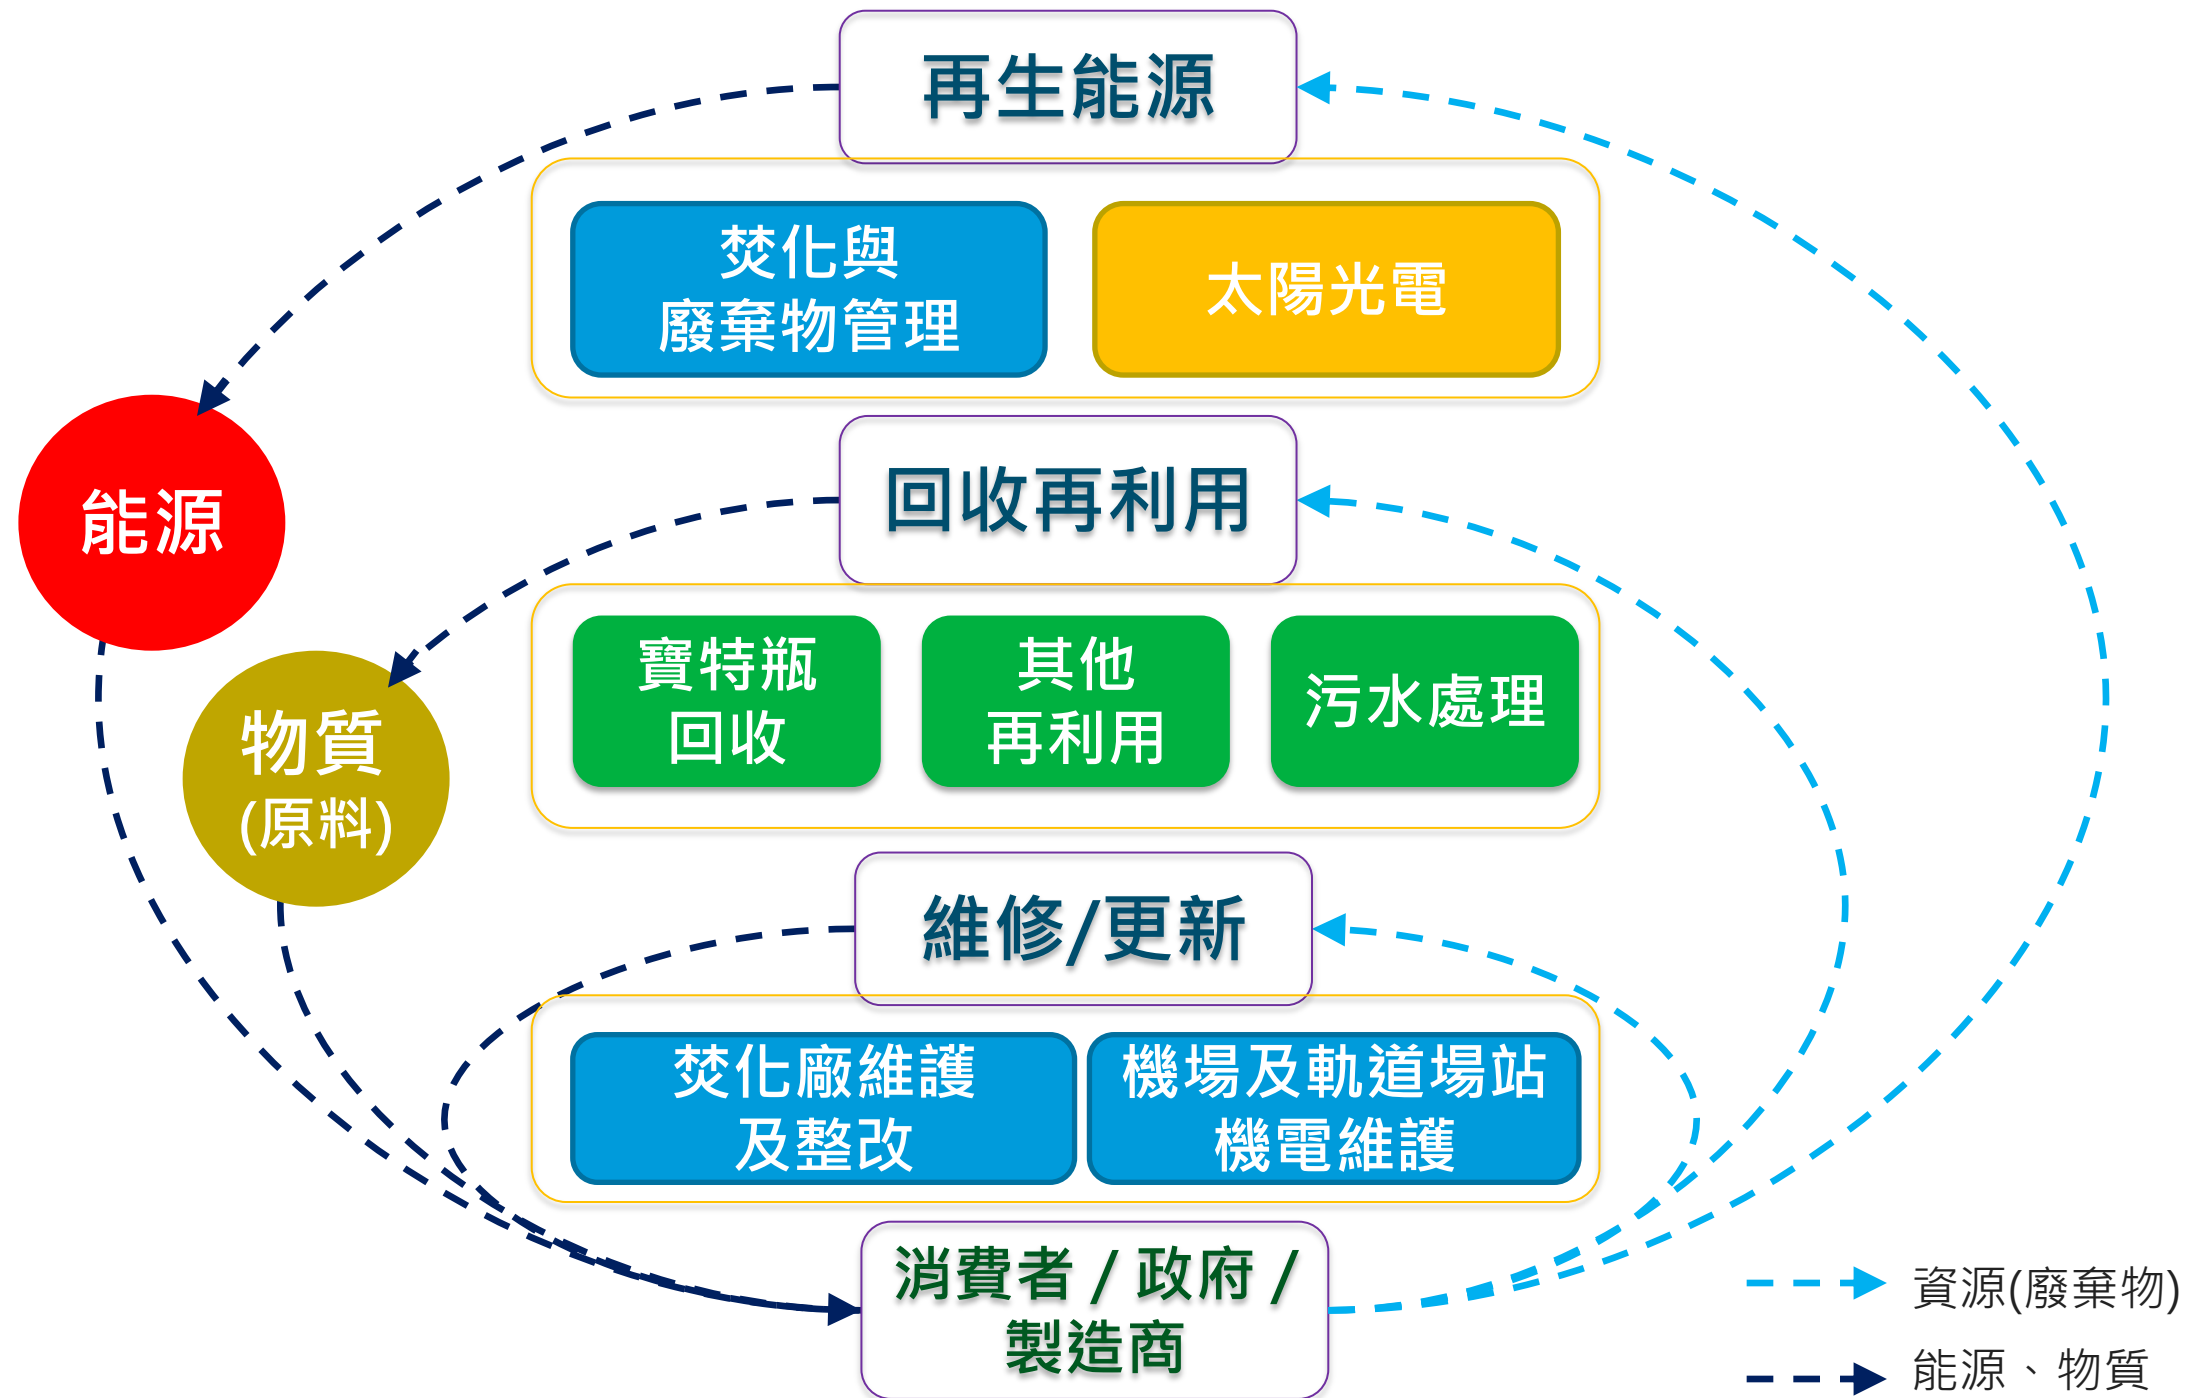 再生能源
焚化與
廢棄物管理
太陽光電
能源
回收再利用
物質
(原料)
寶特瓶
回收
其他
再利用
污水處理
維修/更新
焚化廠維護
及整改
機場及軌道場站
機電維護
消費者 / 政府 /
製造商
資源(廢棄物)
能源、物質